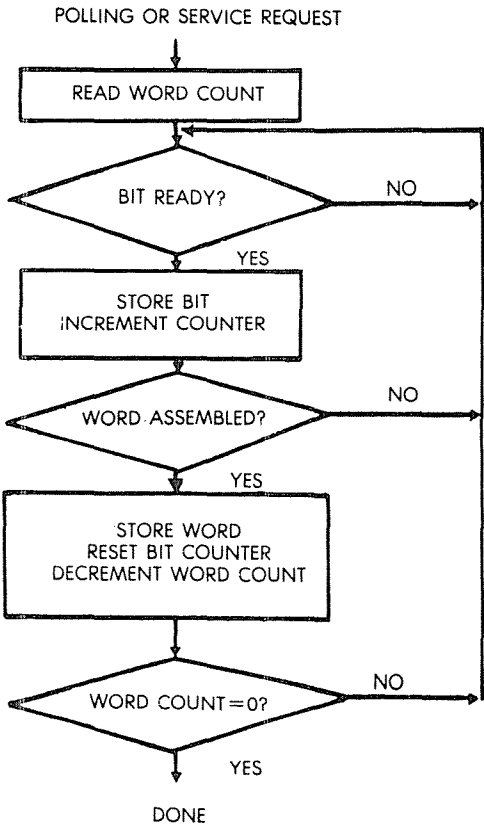 POLLING OR SERVICE REQUEST
READ WORD COUNT
BIT READY?
NO
YES
STORE BIT
INCREMENT COUNTER
WORD ASSEMBLED?
NO
YES
STORE WORD
RESET BIT COUNTER
DECREMENT WORD COUNT
WORD COUNT=0?
NO
YES
DONE